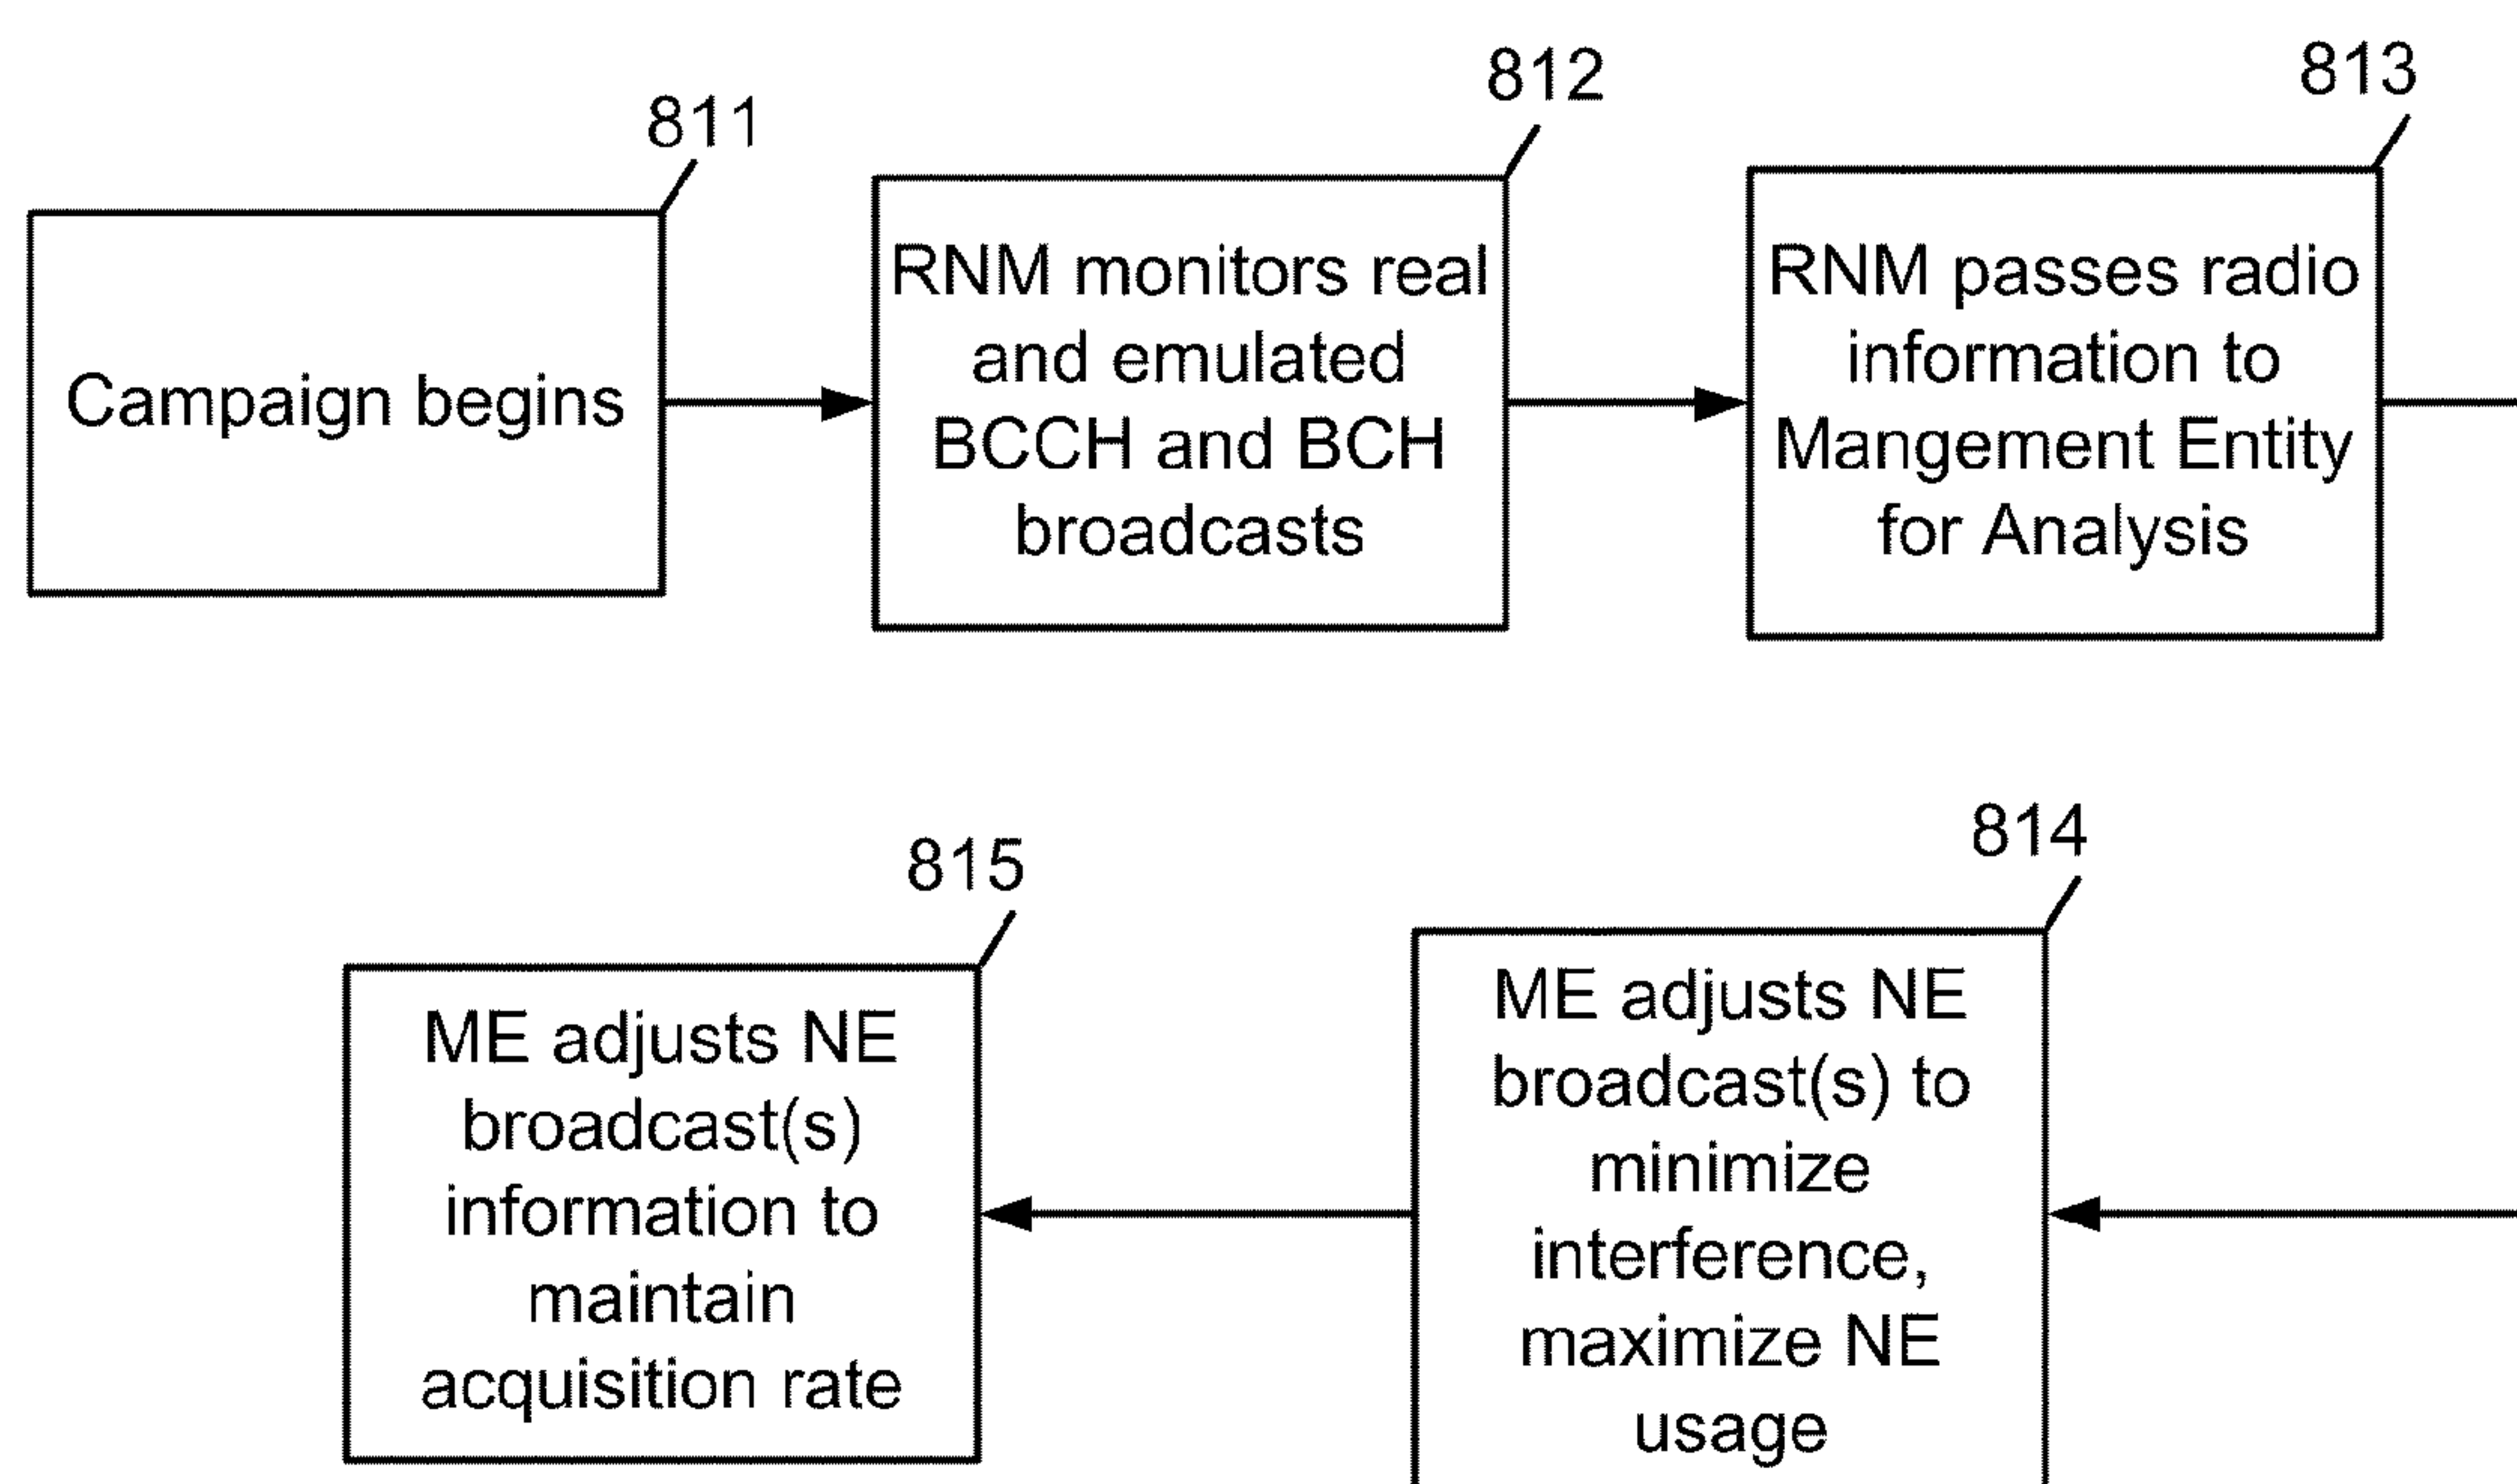 811
Campaign begins
812
RNM monitors real
and emulated
BCCH and BCH
broadcasts
813
RNM passes radio
information to
Mangement Entity
for Analysis
814
ME adjusts NE
broadcast(s) to
minimize
interference,
maximize NE
usage
815
ME adjusts NE
broadcast(s)
information to
maintain
acquisition rate